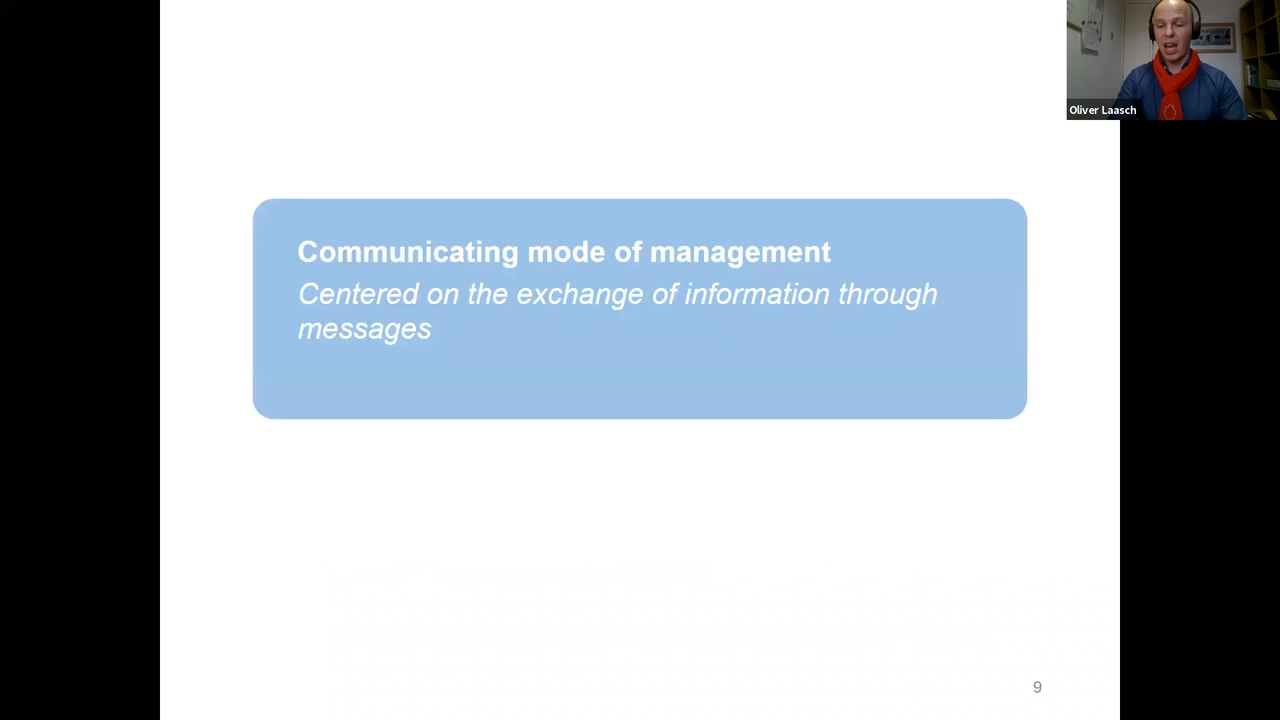 Oliver Laasch
Communicating mode of management
Centered on the exchange of information through
messages
9